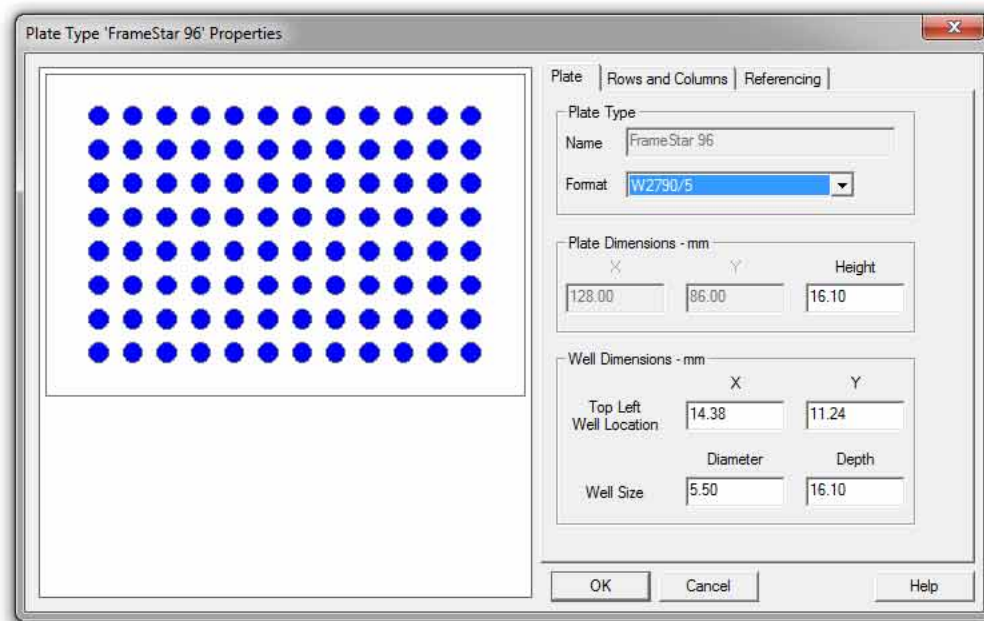 Plate Type 'FrameStar 96' Properties
Plate
Rows and Columns
Referencing
Plate Type
Name FrameStar 96
Format W2790/5
Plate Dimensions - mm
X Y Height
128.00 86.00 16.10
Well Dimensions - mm
X Y
Top Left
Well Location 14.38 11.24
Diameter Depth
Well Size 5.50 16.10
OK Cancel Help